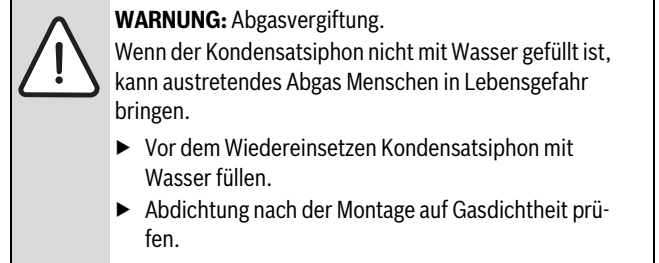 WARNUNG: Abgasvergiftung.
Wenn der Kondensatsiphon nicht mit Wasser gefüllt ist,
kann austretendes Abgas Menschen in Lebensgefahr
bringen.
▶ Vor dem Wiedereinsetzen Kondensatsiphon mit
Wasser füllen.
▶ Abdichtung nach der Montage auf Gasdichtheit prü-
fen.